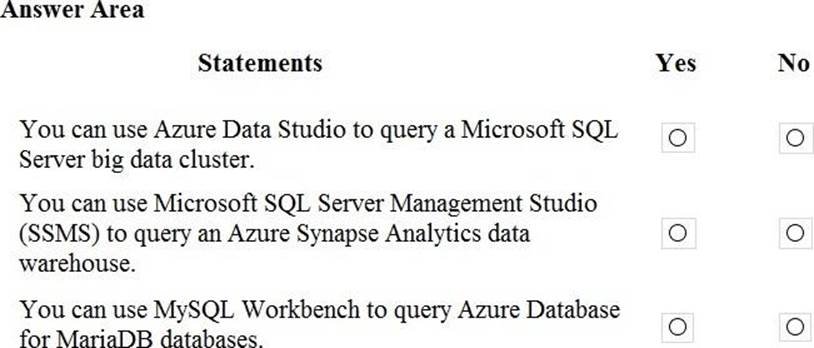 Answer Area
Statements Yes No
You can use Azure Data Studio to query a Microsoft SQL
Server big data cluster.
You can use Microsoft SQL Server Management Studio
(SSMS) to query an Azure Synapse Analytics data
warehouse.
You can use MySQL Workbench to query Azure Database
for MariaDB databases.